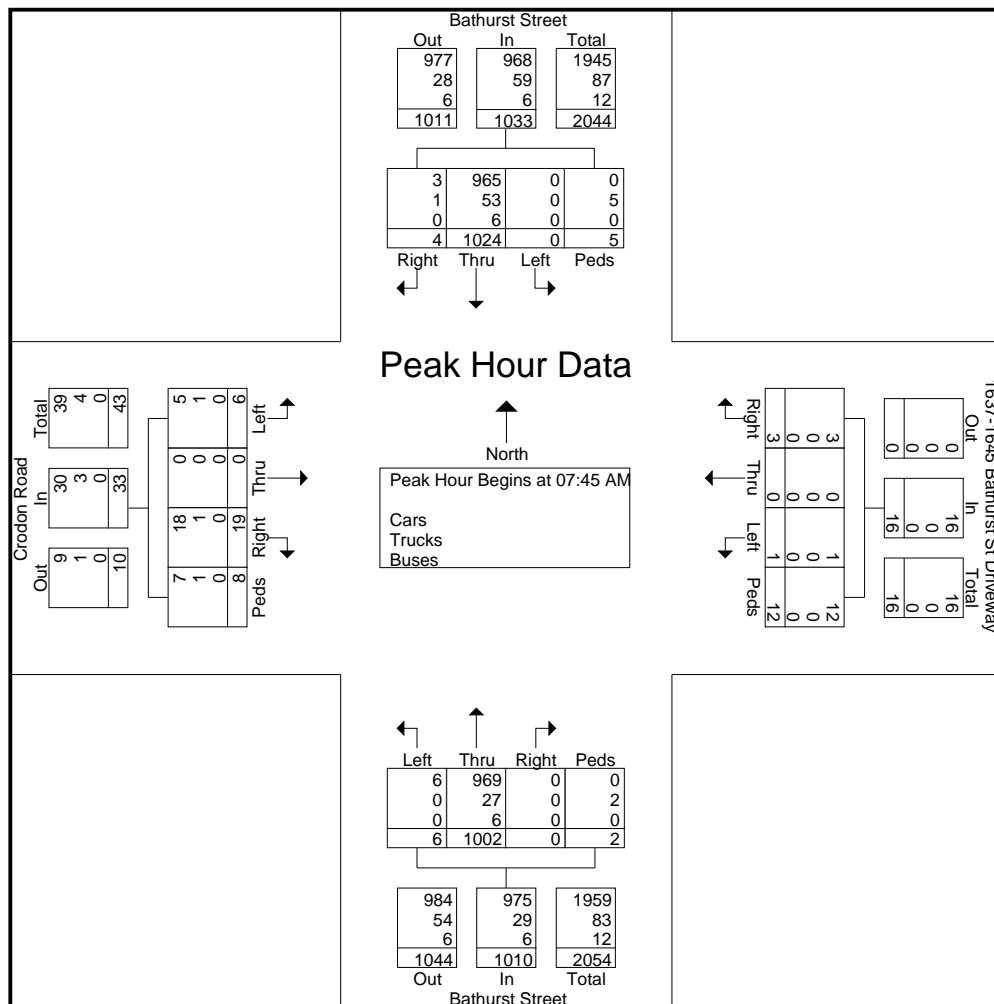 Bathurst Street
Out In Total
977 968 1945
28 59 87
6 6 12
1011 1033 2044
3 965 0 0
1 53 0 5
0 6 0 0
4 1024 0 5
Right Thru Left Peds
Peak Hour Data
North
Peak Hour Begins at 07:45 AM
Cars
Trucks
Buses
Crodon Road
Total In Out
39 30 9
4 3 1
0 0 0
43 33 10
5 0 18 7
1 0 1 1
0 0 0 0
6 0 19 8
Left Thru Right Peds
1637-1645 Bathurst St Driveway
Out In Total
0 16 16
0 0 0
0 0 0
0 16 16
3 0 1 12
0 0 0 0
0 0 0 0
3 0 1 12
Right Thru Left Peds
Left Thru Right Peds
6 969 0 0
0 27 0 2
0 6 0 0
6 1002 0 2
984 975 1959
54 29 83
6 6 12
1044 1010 2054
Out In Total
Bathurst Street